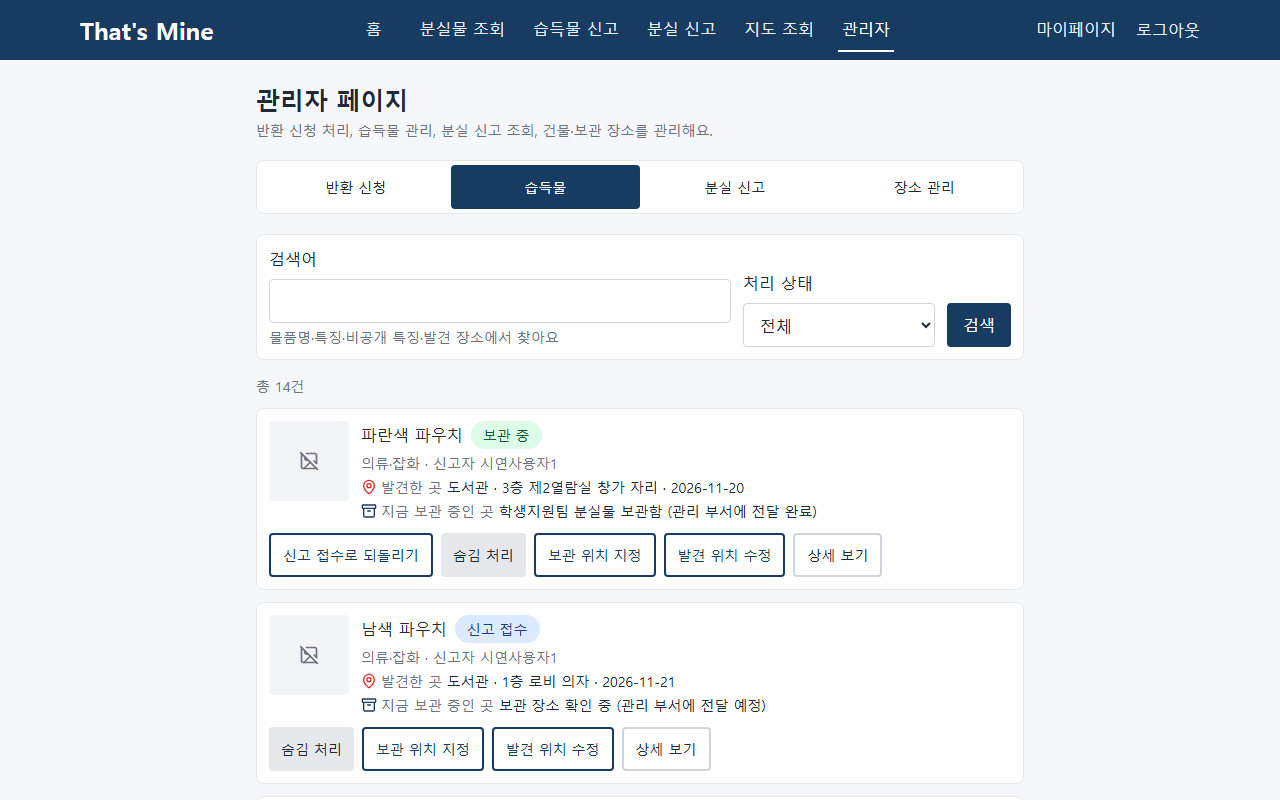 That's Mine 홈 분실물 조회 습득물 신고 분실 신고 지도 조회 관리자 마이페이지 로그아웃
관리자 페이지
반환 신청 처리, 습득물 관리, 분실 신고 조회, 건물·보관 장소를 관리해요.
반환 신청 습득물 분실 신고 장소 관리
검색어
처리 상태
전체 검색
물품명·특징·비공개 특징·발견 장소에서 찾아요
총 14건
파란색 파우치 보관 중
의류·잡화 · 신고자 시연사용자1
발견한 곳 도서관 · 3층 제2열람실 창가 자리 · 2026-11-20
지금 보관 중인 곳 학생지원팀 분실물 보관함 (관리 부서에 전달 완료)
신고 접수로 되돌리기 숨김 처리 보관 위치 지정 발견 위치 수정 상세 보기
남색 파우치 신고 접수
의류·잡화 · 신고자 시연사용자1
발견한 곳 도서관 · 1층 로비 의자 · 2026-11-21
지금 보관 중인 곳 보관 장소 확인 중 (관리 부서에 전달 예정)
숨김 처리 보관 위치 지정 발견 위치 수정 상세 보기